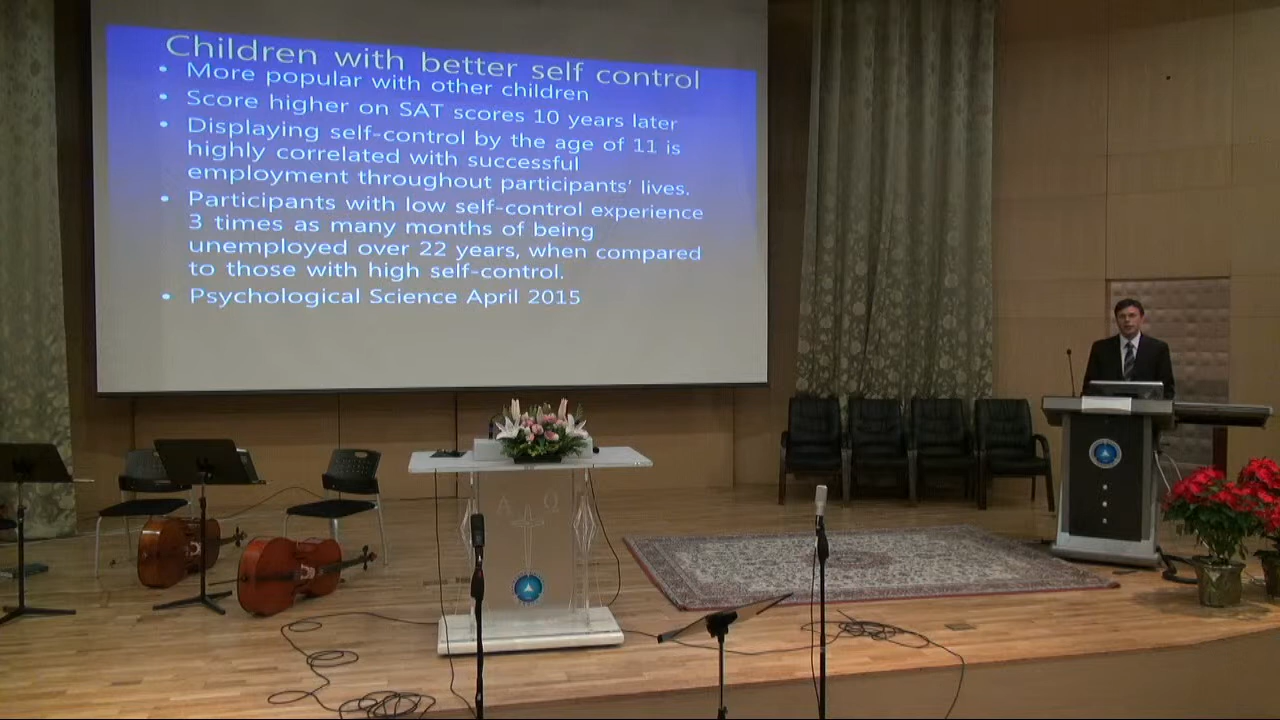 Children with better self control
• More popular with other children
• Score higher on SAT scores 10 years later
• Displaying self-control by the age of 11 is
highly correlated with successful
employment throughout participants' lives.
• Participants with low self-control experience
3 times as many months of being
unemployed over 22 years, when compared
to those with high self-control.
• Psychological Science April 2015
Α Ω